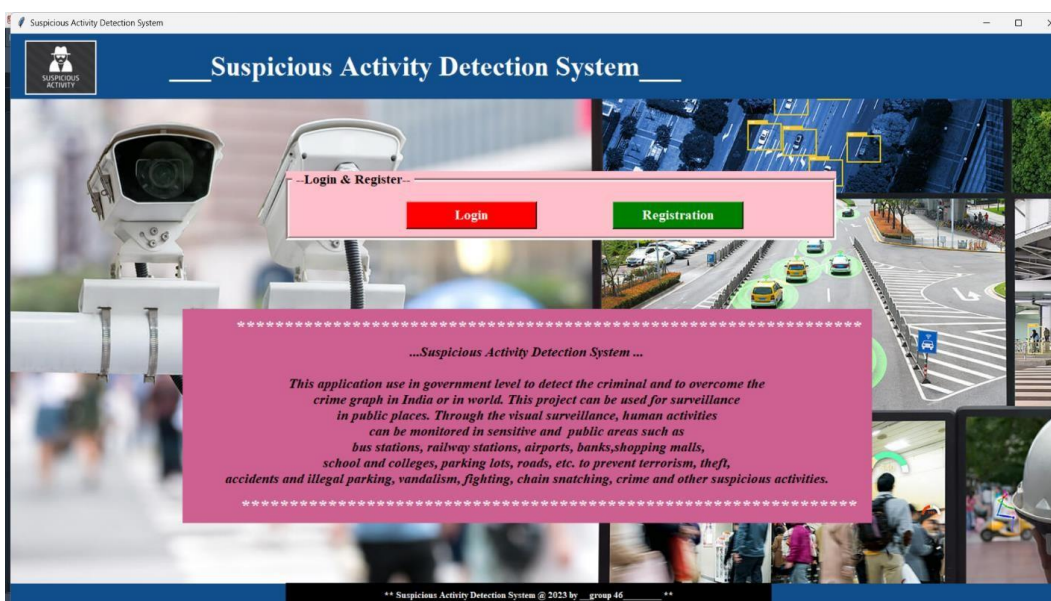 Suspicious Activity Detection System
SUSPICIOUS
ACTIVITY
___Suspicious Activity Detection System___
--Login & Register--
Login
Registration
*****************************************************************
...Suspicious Activity Detection System ...
This application use in government level to detect the criminal and to overcome the
crime graph in India or in world. This project can be used for surveillance
in public places. Through the visual surveillance, human activities
can be monitored in sensitive and public areas such as
bus stations, railway stations, airports, banks,shopping malls,
school and colleges, parking lots, roads, etc. to prevent terrorism, theft,
accidents and illegal parking, vandalism, fighting, chain snatching, crime and other suspicious activities.
****************************************************************
** Suspicious Activity Detection System @ 2023 by __group 46________ **